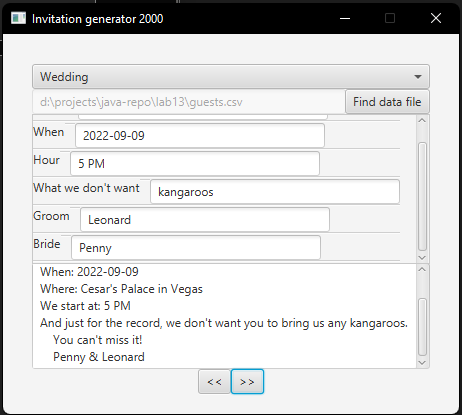 Invitation generator 2000
Wedding
d:\projects\java-repo\lab13\guests.csv Find data file
When 2022-09-09
Hour 5 PM
What we don't want kangaroos
Groom Leonard
Bride Penny
When: 2022-09-09
Where: Cesar's Palace in Vegas
We start at: 5 PM
And just for the record, we don't want you to bring us any kangaroos.
You can't miss it!
Penny & Leonard
<< >>